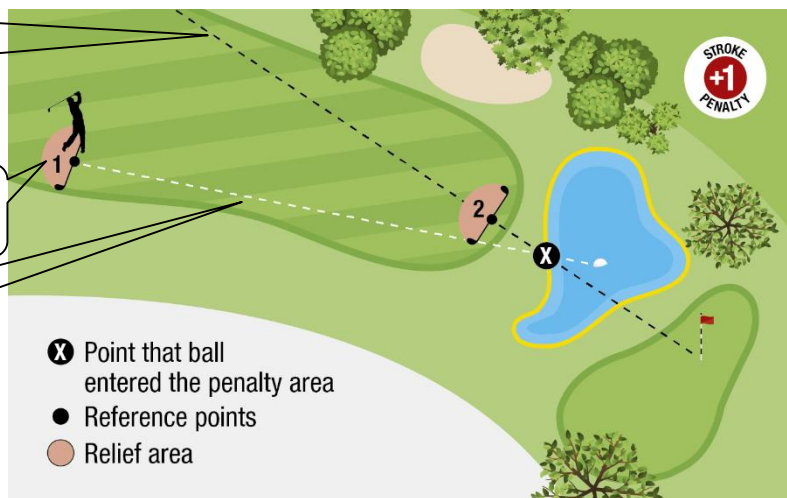 STROKE
+1
PENALTY
1
2
X
X Point that ball
entered the penalty area
Reference points
Relief area